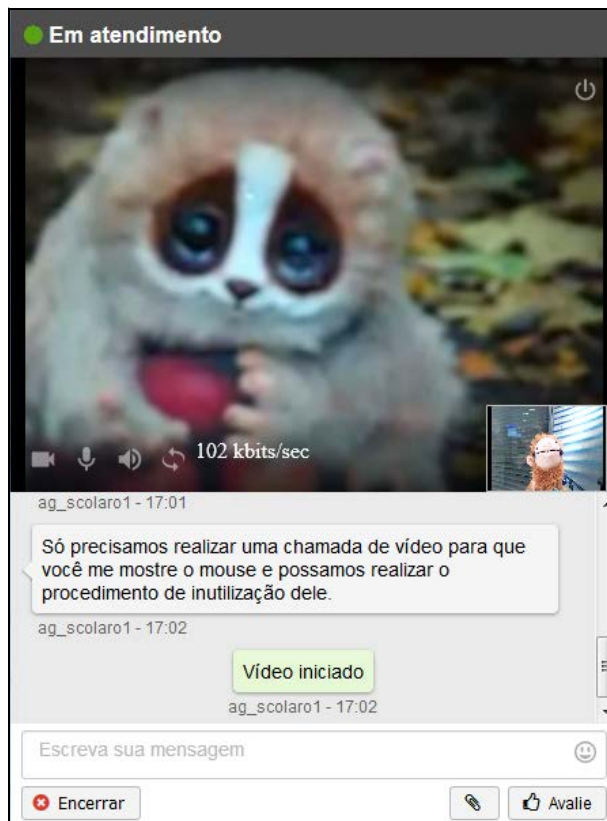 Em atendimento
102 kbits/sec
ag_scolaro1 - 17:01
Só precisamos realizar uma chamada de vídeo para que
você me mostre o mouse e possamos realizar o
procedimento de inutilização dele.
ag_scolaro1 - 17:02
Vídeo iniciado
ag_scolaro1 - 17:02
Escreva sua mensagem
Encerrar
Avalie